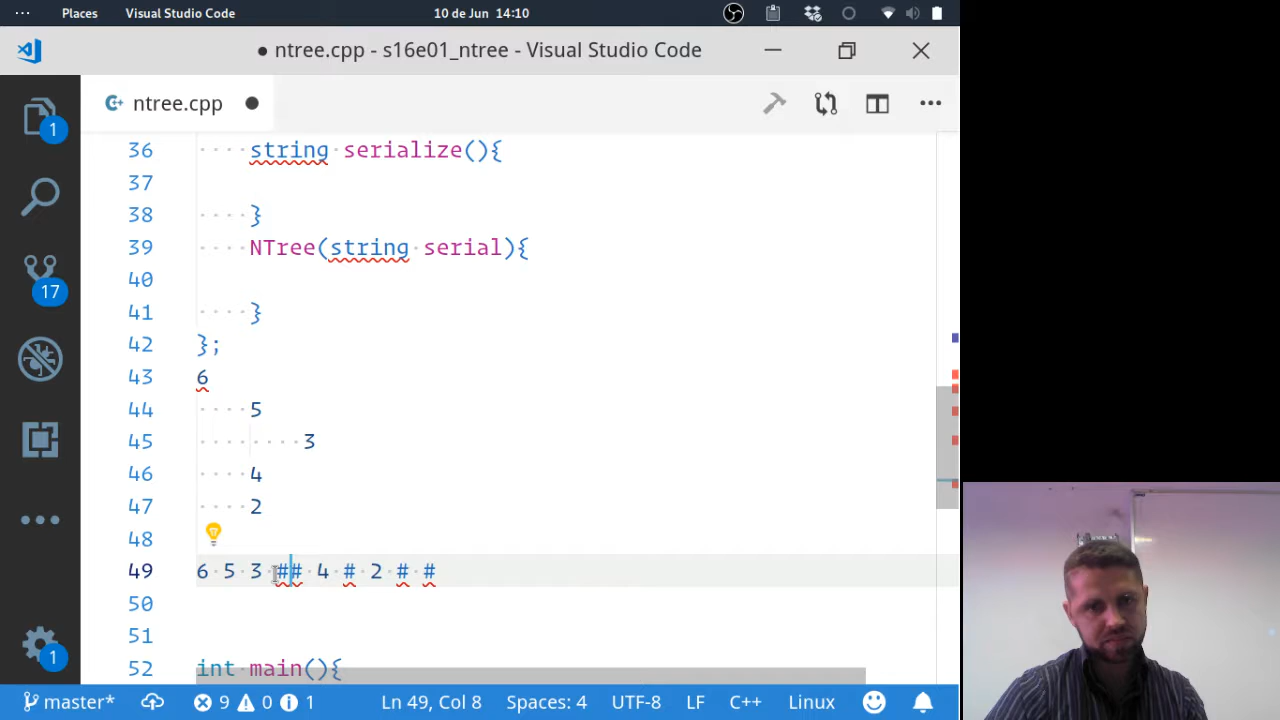 Places Visual Studio Code 10 de Jun 14:10
● ntree.cpp - s16e01_ntree - Visual Studio Code
ntree.cpp
36 string serialize(){
37
38 }
39 NTree(string serial){
40
41 }
42 };
43 6
44 5
45 3
46 4
47 2
48
49 6 5 3 ## 4 # 2 # #
50
51
52 int main(){
1
17
1
master* 9 0 1 Ln 49, Col 8 Spaces: 4 UTF-8 LF C++ Linux